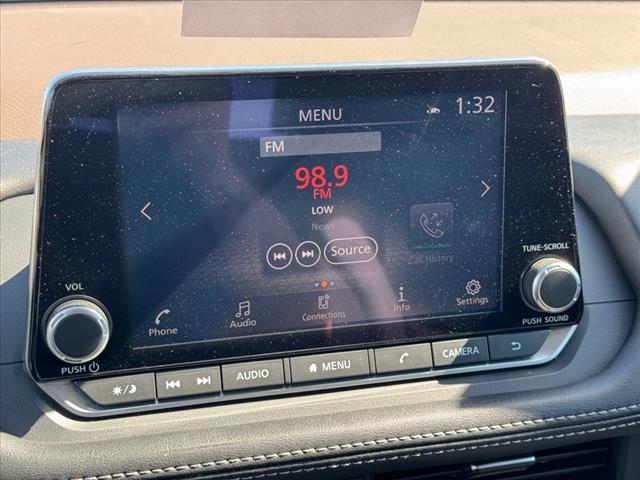 MENU
1:32
FM
98.9
FM
LOW
News
Source
Call History
Phone
Audio
Connections
Info
Settings
VOL
PUSH
TUNE·SCROLL
PUSH SOUND
AUDIO
MENU
CAMERA